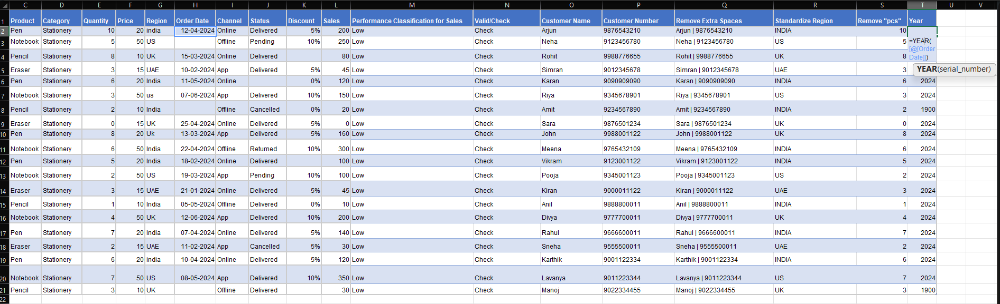 C D E F G H I J K L M N O P Q R S T U V
1 Product Category Quantity Price Region Order Date Channel Status Discount Sales Performance Classification for Sales Valid/Check Customer Name Customer Number Remove Extra Spaces Standardize Region Remove "pcs" Year
2 Pen Stationery 10 20 india 12-04-2024 Online Delivered 5% 200 Low Check Arjun 9876543210 Arjun | 9876543210 INDIA 10
3 Notebook Stationery 5 50 US Offline Pending 10% 250 Low Check Neha 9123456780 Neha | 9123456780 US 5 =YEAR(
[@[Order
4 Pencil Stationery 8 10 UK 15-03-2024 Online Delivered 80 Low Check Rohit 9988776655 Rohit | 9988776655 UK 8 Date]])
5 Eraser Stationery 3 15 UAE 10-02-2024 App Delivered 5% 45 Low Check Simran 9012345678 Simran | 9012345678 UAE 3 YEAR(serial_number)
6 Pen Stationery 6 20 India 11-05-2024 Online 0% 120 Low Check Karan 9090909090 Karan | 9090909090 INDIA 6 2024
7 Notebook Stationery 3 50 us 07-06-2024 App Delivered 10% 150 Low Check Riya 9345678901 Riya | 9345678901 US 3 2024
8 Pencil Stationery 2 10 India Offline Cancelled 0% 20 Low Check Amit 9234567890 Amit | 9234567890 INDIA 2 1900
9 Eraser Stationery 0 15 UK 25-04-2024 Online Delivered 5% 0 Low Check Sara 9876501234 Sara | 9876501234 UK 0 2024
10 Pen Stationery 8 20 Uk 13-03-2024 App Delivered 5% 160 Low Check John 9988001122 John | 9988001122 UK 8 2024
11 Notebook Stationery 6 50 India 22-04-2024 Offline Returned 10% 300 Low Check Meena 9765432109 Meena | 9765432109 INDIA 6 2024
12 Pen Stationery 5 20 India 18-02-2024 Online Delivered 100 Low Check Vikram 9123001122 Vikram | 9123001122 INDIA 5 2024
13 Notebook Stationery 2 50 US 19-03-2024 App Pending 10% 100 Low Check Pooja 9345001123 Pooja | 9345001123 US 2 2024
14 Eraser Stationery 3 15 UAE 21-01-2024 Online Delivered 5% 45 Low Check Kiran 9000011122 Kiran | 9000011122 UAE 3 2024
15 Pencil Stationery 1 10 India 05-05-2024 Offline Delivered 0% 10 Low Check Anil 9888800011 Anil | 9888800011 INDIA 1 2024
16 Notebook Stationery 4 50 UK 12-06-2024 App Delivered 10% 200 Low Check Divya 9777700011 Divya | 9777700011 UK 4 2024
17 Pen Stationery 7 20 India 07-04-2024 Online Delivered 5% 140 Low Check Rahul 9666600011 Rahul | 9666600011 INDIA 7 2024
18 Eraser Stationery 2 15 UAE 11-02-2024 App Cancelled 5% 30 Low Check Sneha 9555500011 Sneha | 9555500011 UAE 2 2024
19 Pen Stationery 6 20 india 10-04-2024 Online Delivered 5% 120 Low Check Karthik 9001122334 Karthik | 9001122334 INDIA 6 2024
20 Notebook Stationery 7 50 US 08-05-2024 App Delivered 10% 350 Low Check Lavanya 9011223344 Lavanya | 9011223344 US 7 2024
21 Pencil Stationery 3 10 UK Offline Delivered 30 Low Check Manoj 9022334455 Manoj | 9022334455 UK 3 1900
22